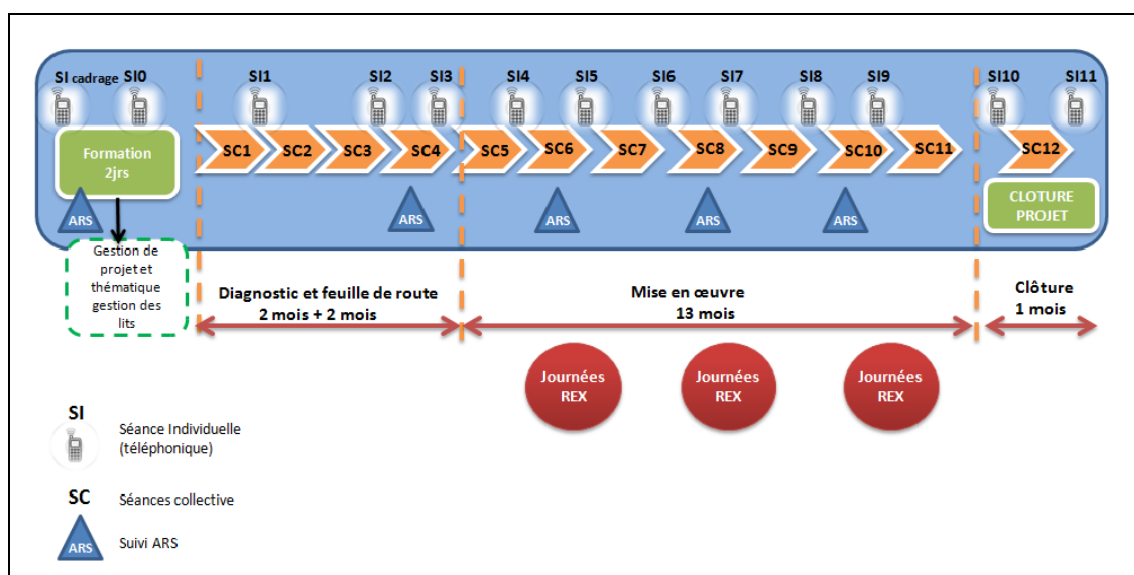 SI cadrage SI0 SI1 SI2 SI3 SI4 SI5 SI6 SI7 SI8 SI9 SI10 SI11
Formation
2jrs
SC1 SC2 SC3 SC4 SC5 SC6 SC7 SC8 SC9 SC10 SC11 SC12
ARS ARS ARS ARS ARS
CLOTURE
PROJET
Gestion de
projet et
thématique
gestion des
lits
Diagnostic et feuille de route
2 mois + 2 mois
Mise en œuvre
13 mois
Clôture
1 mois
Journées
REX
Journées
REX
Journées
REX
SI
Séance Individuelle
(téléphonique)
SC
Séances collective
ARS
Suivi ARS